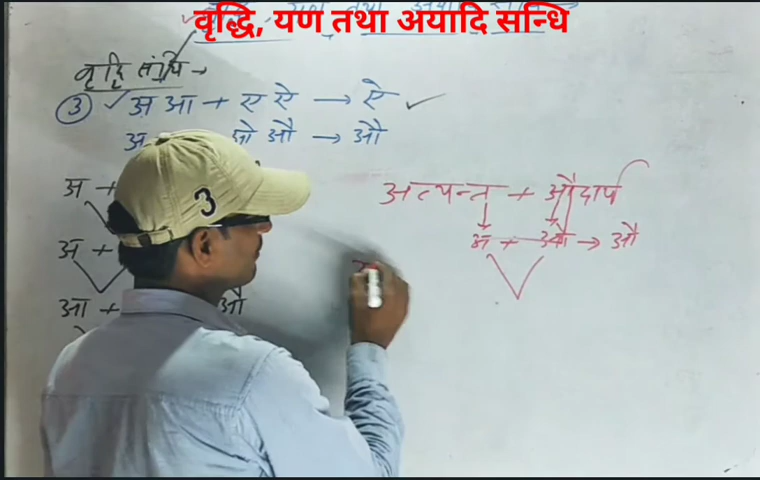 वृद्धि, यण तथा अयादि सन्धि
वृद्धि संधि →
③ ✓ अ आ + ए ऐ → ऐ ✓
अ ओ औ → औ
अ +
अ +
आ + औ
3
अत्यन्त + औदार्य
अ + औ → औ